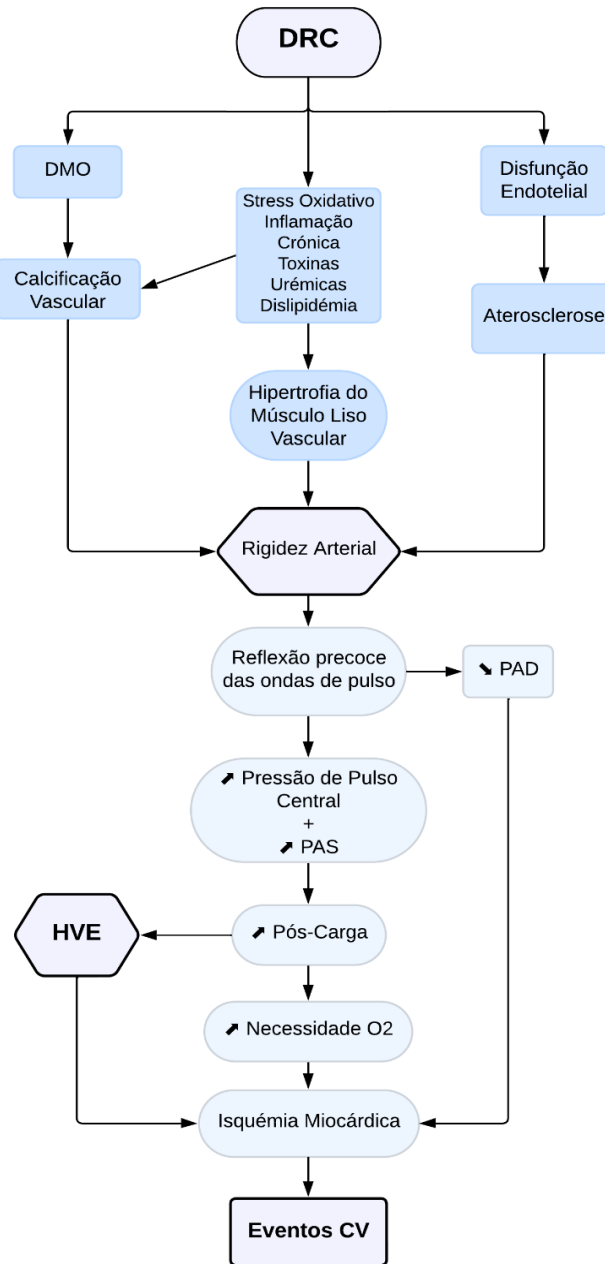 DRC
DMO
Disfunção
Endotelial
Stress Oxidativo
Inflamação
Crónica
Toxinas
Urémicas
Dislipidémia
Calcificação
Vascular
Aterosclerose
Hipertrofia do
Músculo Liso
Vascular
Rigidez Arterial
Reflexão precoce
das ondas de pulso
⬊ PAD
⬈ Pressão de Pulso
Central
+
⬈ PAS
HVE
⬈ Pós-Carga
⬈ Necessidade O2
Isquémia Miocárdica
Eventos CV